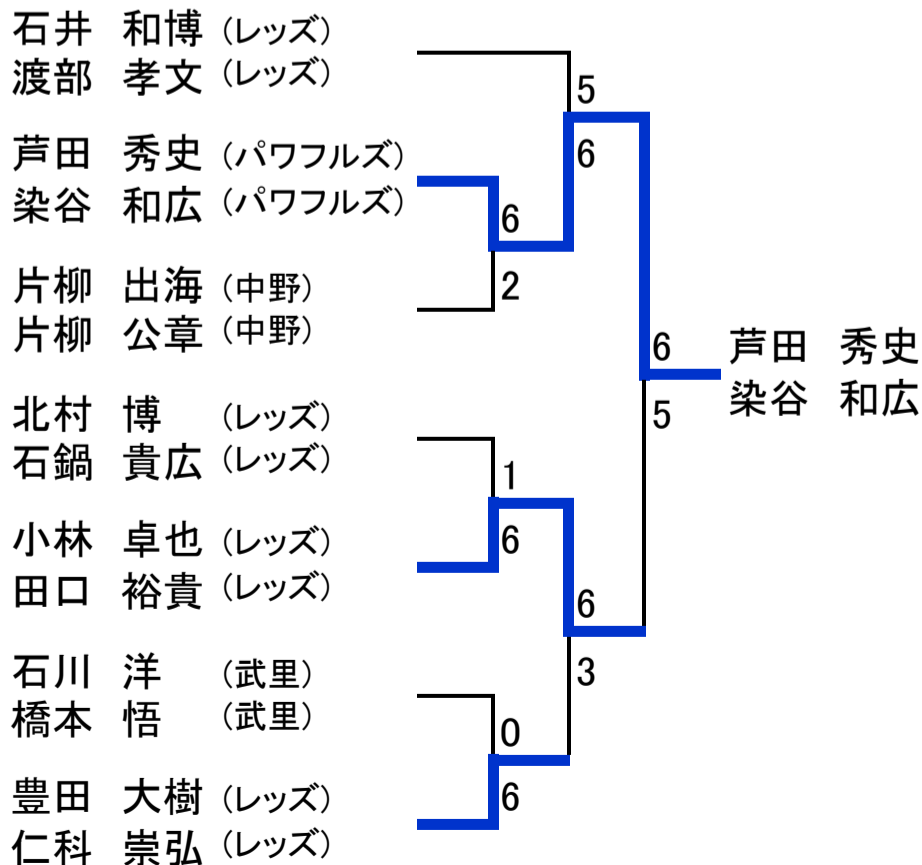 石井 和博 (レッズ)
渡部 孝文 (レッズ)
5
芦田 秀史 (パワフルズ)
6
染谷 和広 (パワフルズ)
6
片柳 出海 (中野)
2
片柳 公章 (中野)
6
芦田 秀史
染谷 和広
5
北村 博 (レッズ)
石鍋 貴広 (レッズ)
1
小林 卓也 (レッズ)
6
田口 裕貴 (レッズ)
6
石川 洋 (武里)
3
橋本 悟 (武里)
0
豊田 大樹 (レッズ)
6
仁科 崇弘 (レッズ)